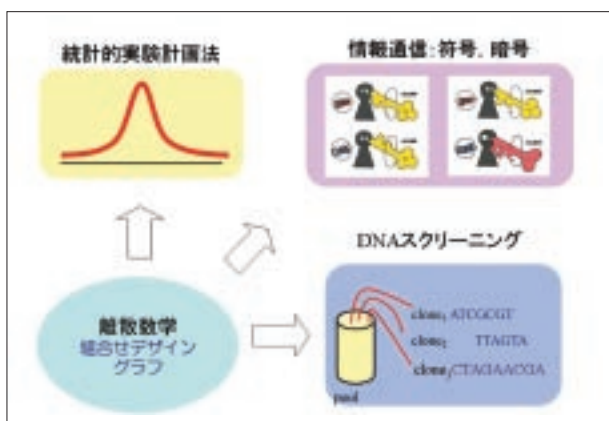 統計的実験計画法
情報通信:符号, 暗号
DNAスクリーニング
離散数学
組合せデザイン
グラフ
clone₁ ATCGCGT
clone₂ TTAGTA
clone₃CTAGAACGA
pool